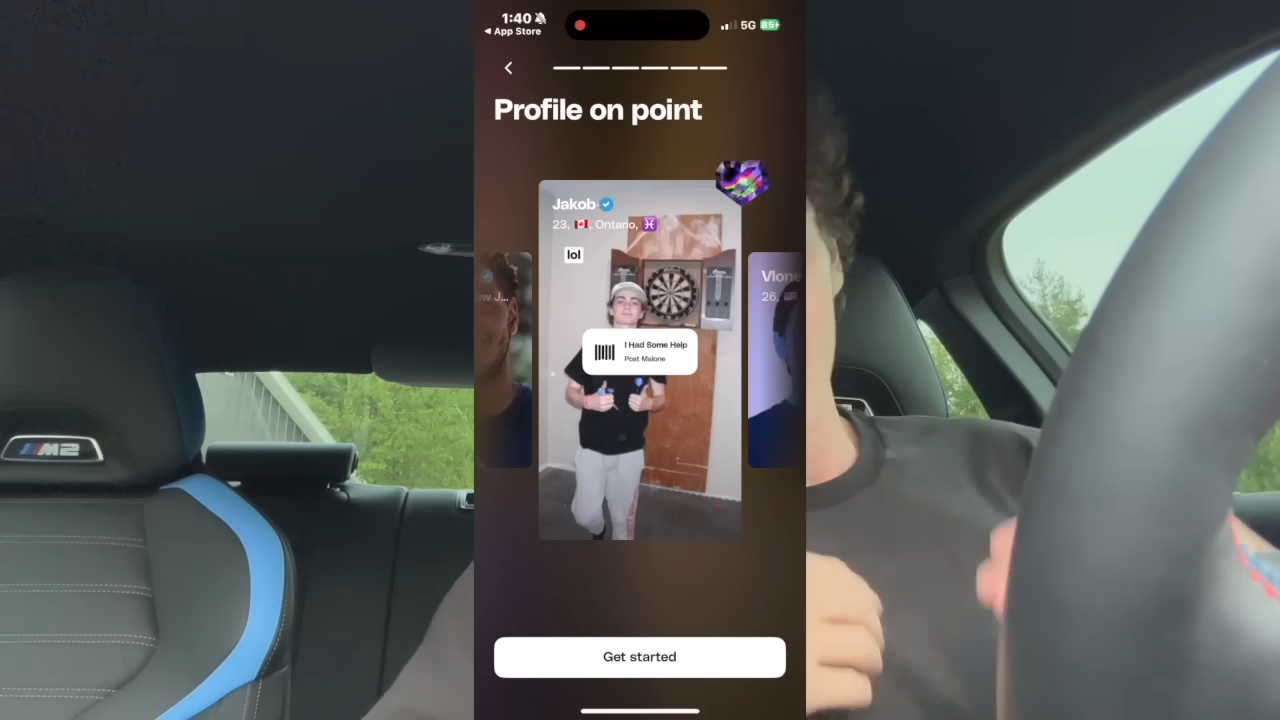 1:40
App Store
5G
85+
Profile on point
Jakob
23, 🇨🇦, Ontario, ♓
lol
I Had Some Help
Post Malone
w J...
Vlone
26, 🇺🇸
Get started
M2